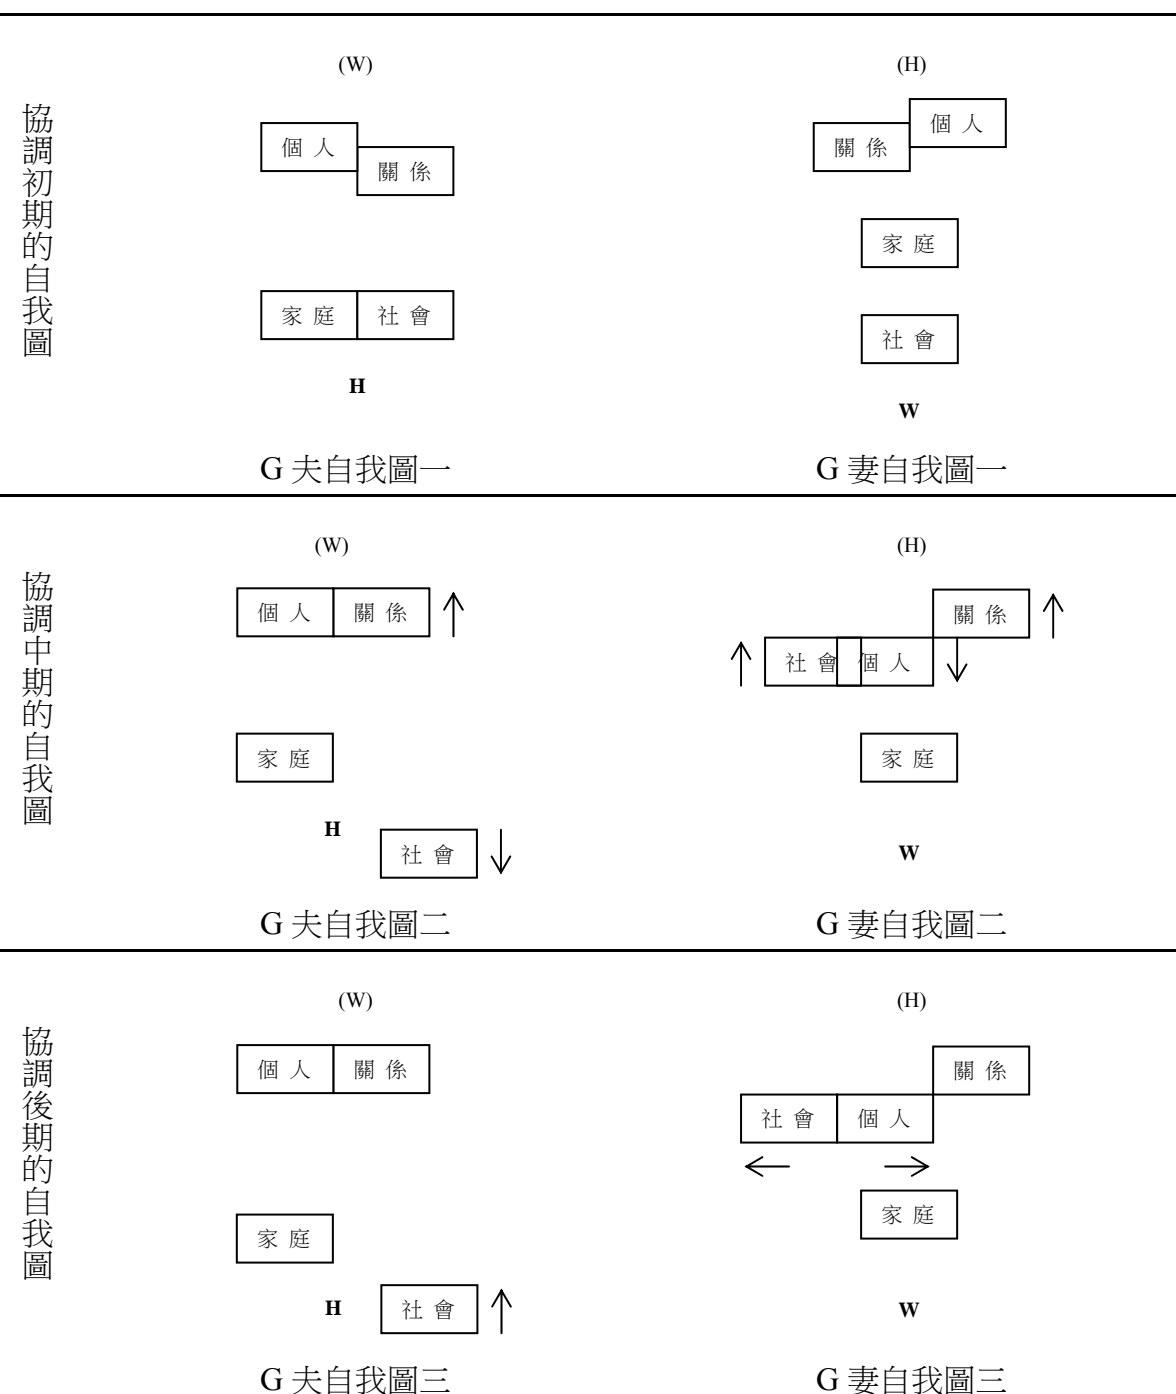 協調初期的自我圖
(W)
個人
關係
家庭 社會
H
G 夫自我圖一
(H)
個人
關係
家庭
社會
W
G 妻自我圖一
協調中期的自我圖
(W)
個人 關係
家庭
H
社會
G 夫自我圖二
(H)
關係
社會 個人
家庭
W
G 妻自我圖二
協調後期的自我圖
(W)
個人 關係
家庭
H 社會
G 夫自我圖三
(H)
關係
社會 個人
家庭
W
G 妻自我圖三